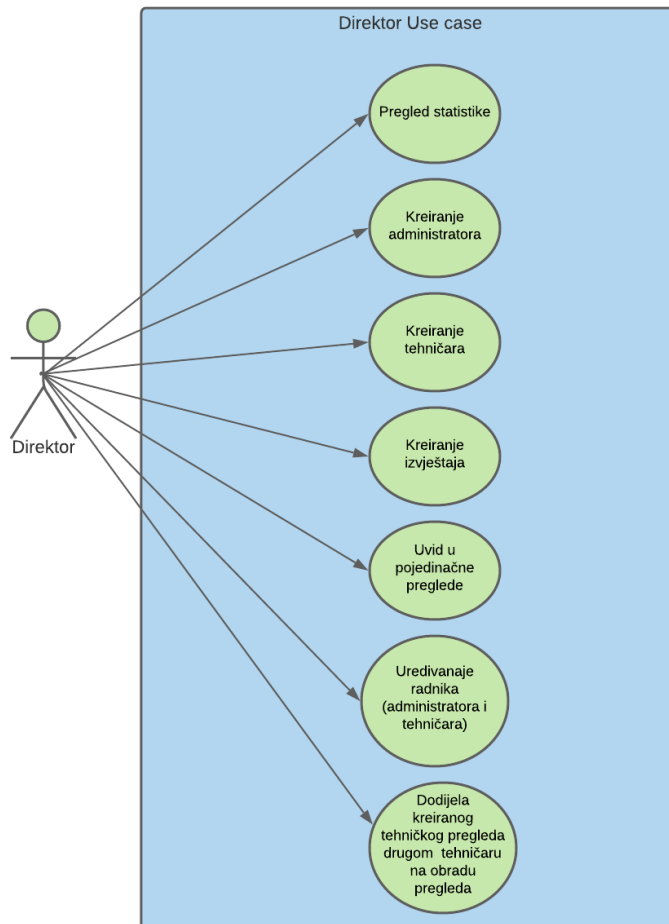 Direktor Use case
Pregled statistike
Kreiranje
administratora
Kreiranje
tehničara
Direktor
Kreiranje
izvještaja
Uvid u
pojedinačne
preglede
Uređivanaje
radnika
(administratora i
tehničara)
Dodijela
kreiranog
tehničkog pregleda
drugom tehničaru
na obradu
pregleda